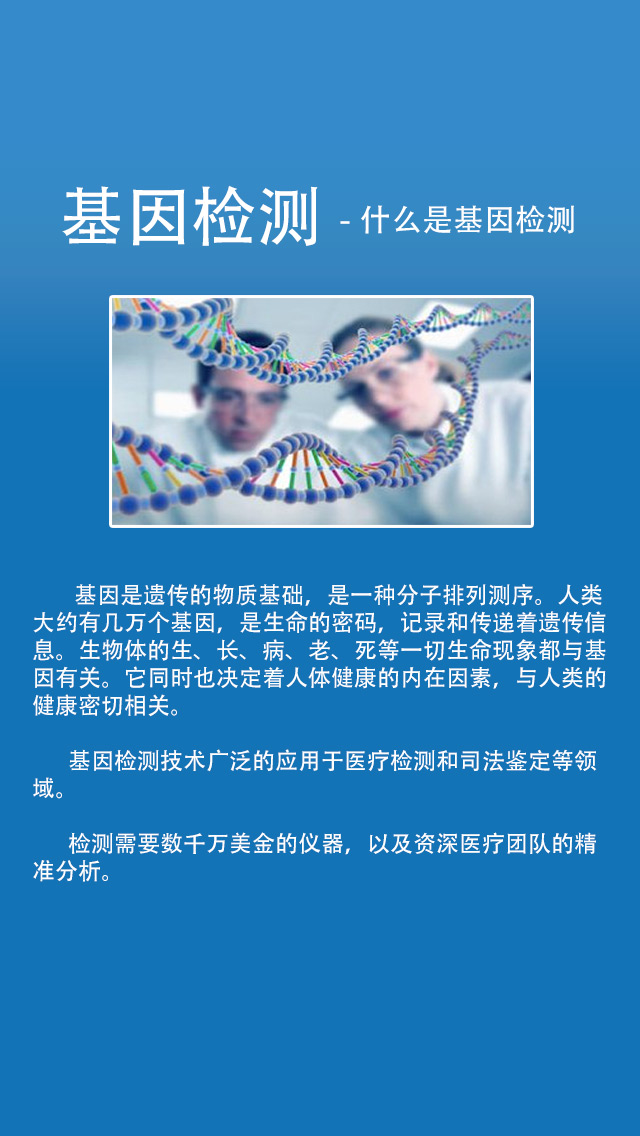 基因检测 - 什么是基因检测
基因是遗传的物质基础，是一种分子排列测序。人类
大约有几万个基因，是生命的密码，记录和传递着遗传信
息。生物体的生、长、病、老、死等一切生命现象都与基
因有关。它同时也决定着人体健康的内在因素，与人类的
健康密切相关。
基因检测技术广泛的应用于医疗检测和司法鉴定等领
域。
检测需要数千万美金的仪器，以及资深医疗团队的精
准分析。